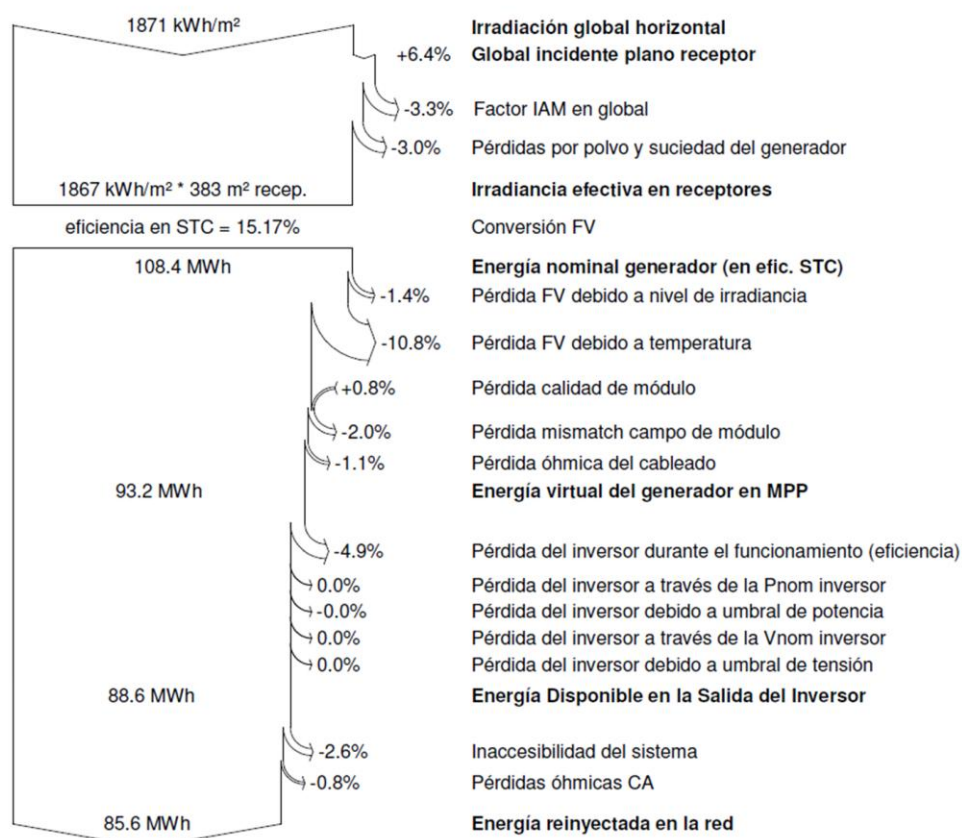 1871 kWh/m² Irradiación global horizontal
+6.4% Global incidente plano receptor
-3.3% Factor IAM en global
-3.0% Pérdidas por polvo y suciedad del generador
1867 kWh/m² * 383 m² recep. Irradiancia efectiva en receptores
eficiencia en STC = 15.17% Conversión FV
108.4 MWh Energía nominal generador (en efic. STC)
-1.4% Pérdida FV debido a nivel de irradiancia
-10.8% Pérdida FV debido a temperatura
+0.8% Pérdida calidad de módulo
-2.0% Pérdida mismatch campo de módulo
-1.1% Pérdida óhmica del cableado
93.2 MWh Energía virtual del generador en MPP
-4.9% Pérdida del inversor durante el funcionamiento (eficiencia)
0.0% Pérdida del inversor a través de la Pnom inversor
-0.0% Pérdida del inversor debido a umbral de potencia
0.0% Pérdida del inversor a través de la Vnom inversor
0.0% Pérdida del inversor debido a umbral de tensión
88.6 MWh Energía Disponible en la Salida del Inversor
-2.6% Inaccesibilidad del sistema
-0.8% Pérdidas óhmicas CA
85.6 MWh Energía reinyectada en la red